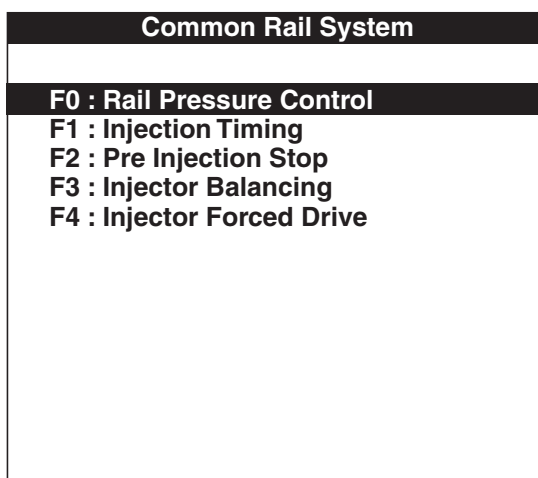 Common Rail System
F0 : Rail Pressure Control
F1 : Injection Timing
F2 : Pre Injection Stop
F3 : Injector Balancing
F4 : Injector Forced Drive